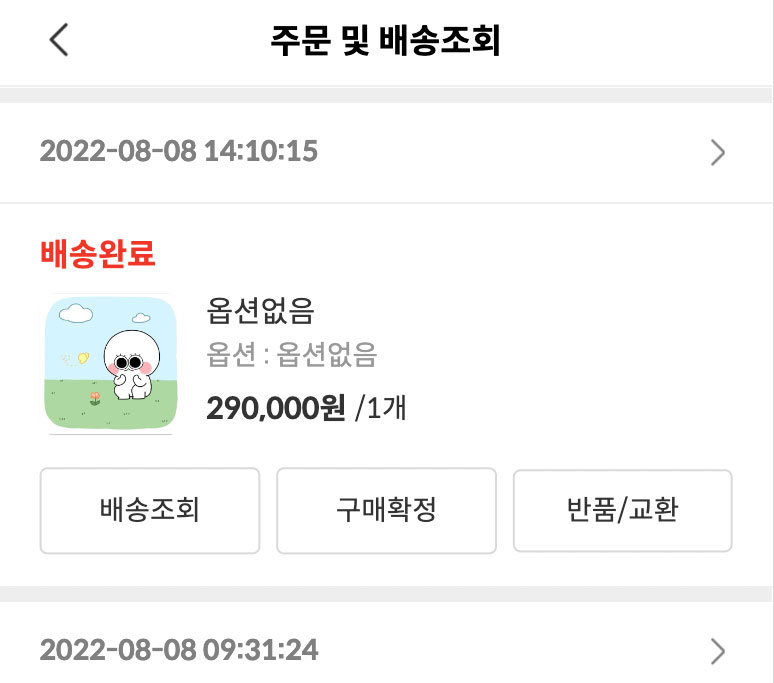 주문 및 배송조회
2022-08-08 14:10:15
배송완료
옵션없음
옵션 : 옵션없음
290,000원 /1개
배송조회
구매확정
반품/교환
2022-08-08 09:31:24